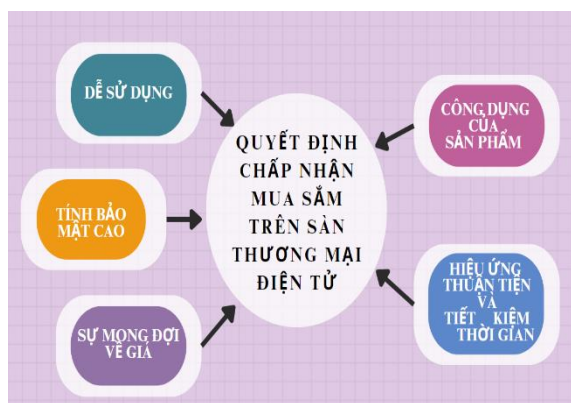 DỄ SỬ DỤNG
TÍNH BẢO
MẬT CAO
SỰ MONG ĐỢI
VỀ GIÁ
QUYẾT ĐỊNH
CHẤP NHẬN
MUA SẮM
TRÊN SÀN
THƯƠNG MẠI
ĐIỆN TỬ
CÔNG DỤNG
CỦA
SẢN PHẨM
HIỆU ỨNG
THUẬN TIỆN
VÀ
TIẾT KIỆM
THỜI GIAN